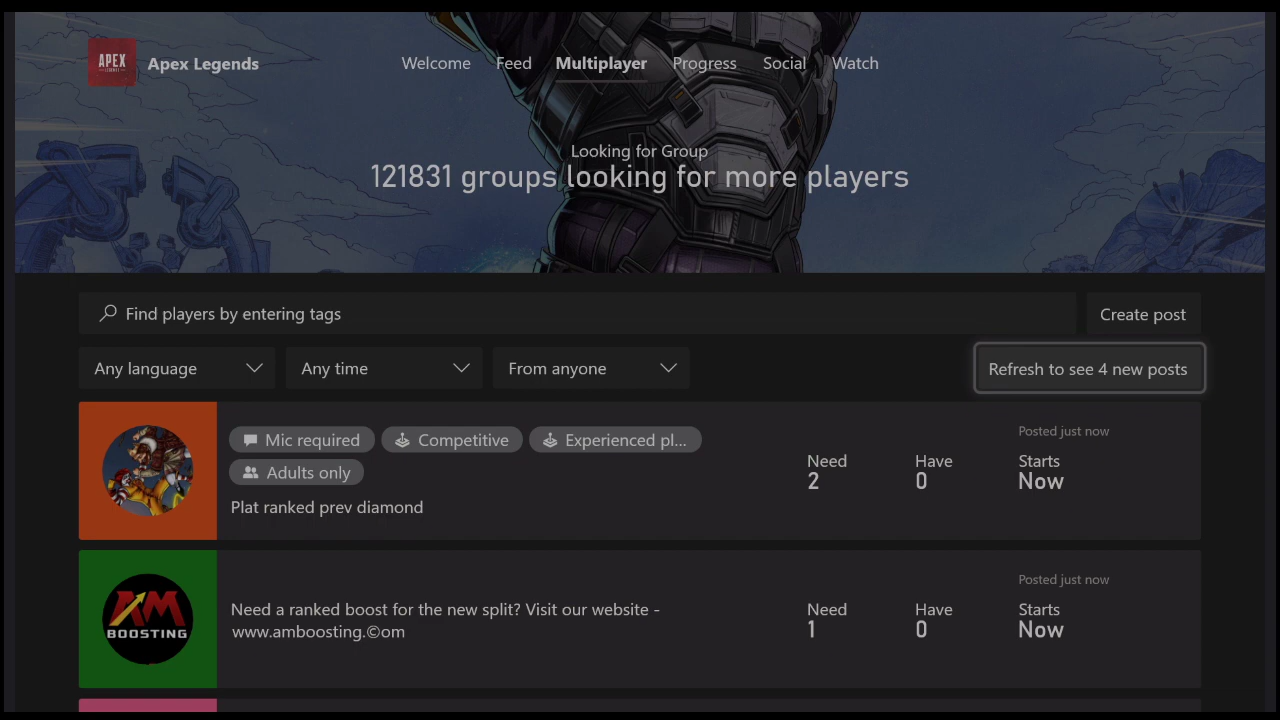 APEX
LEGENDS
Apex Legends
Welcome
Feed
Multiplayer
Progress
Social
Watch
Looking for Group
121831 groups looking for more players
Find players by entering tags
Create post
Any language
Any time
From anyone
Refresh to see 4 new posts
Mic required
Competitive
Experienced pl...
Adults only
Plat ranked prev diamond
Need
2
Have
0
Posted just now
Starts
Now
AM
BOOSTING
Need a ranked boost for the new split? Visit our website -
www.amboosting.©om
Need
1
Have
0
Posted just now
Starts
Now